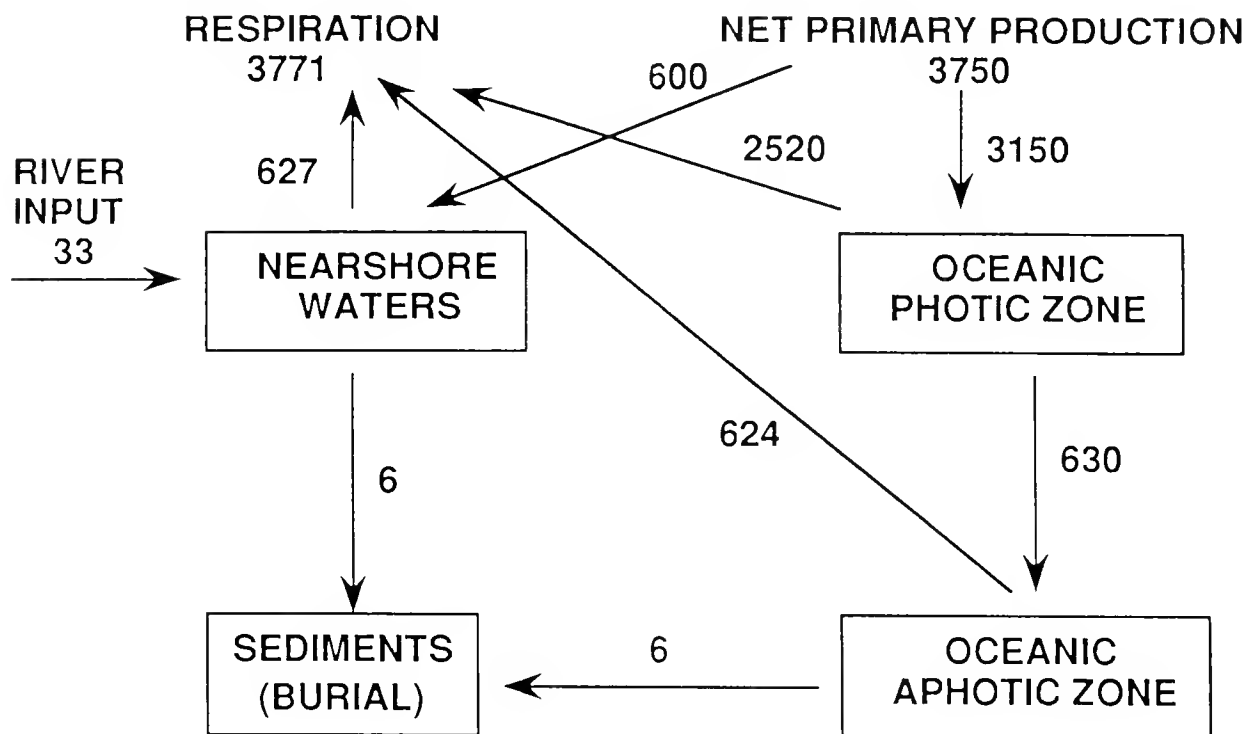 RESPIRATION
3771
NET PRIMARY PRODUCTION
3750
600
2520
3150
627
RIVER
INPUT
33
NEARSHORE
WATERS
OCEANIC
PHOTIC ZONE
624
630
6
SEDIMENTS
(BURIAL)
6
OCEANIC
APHOTIC ZONE